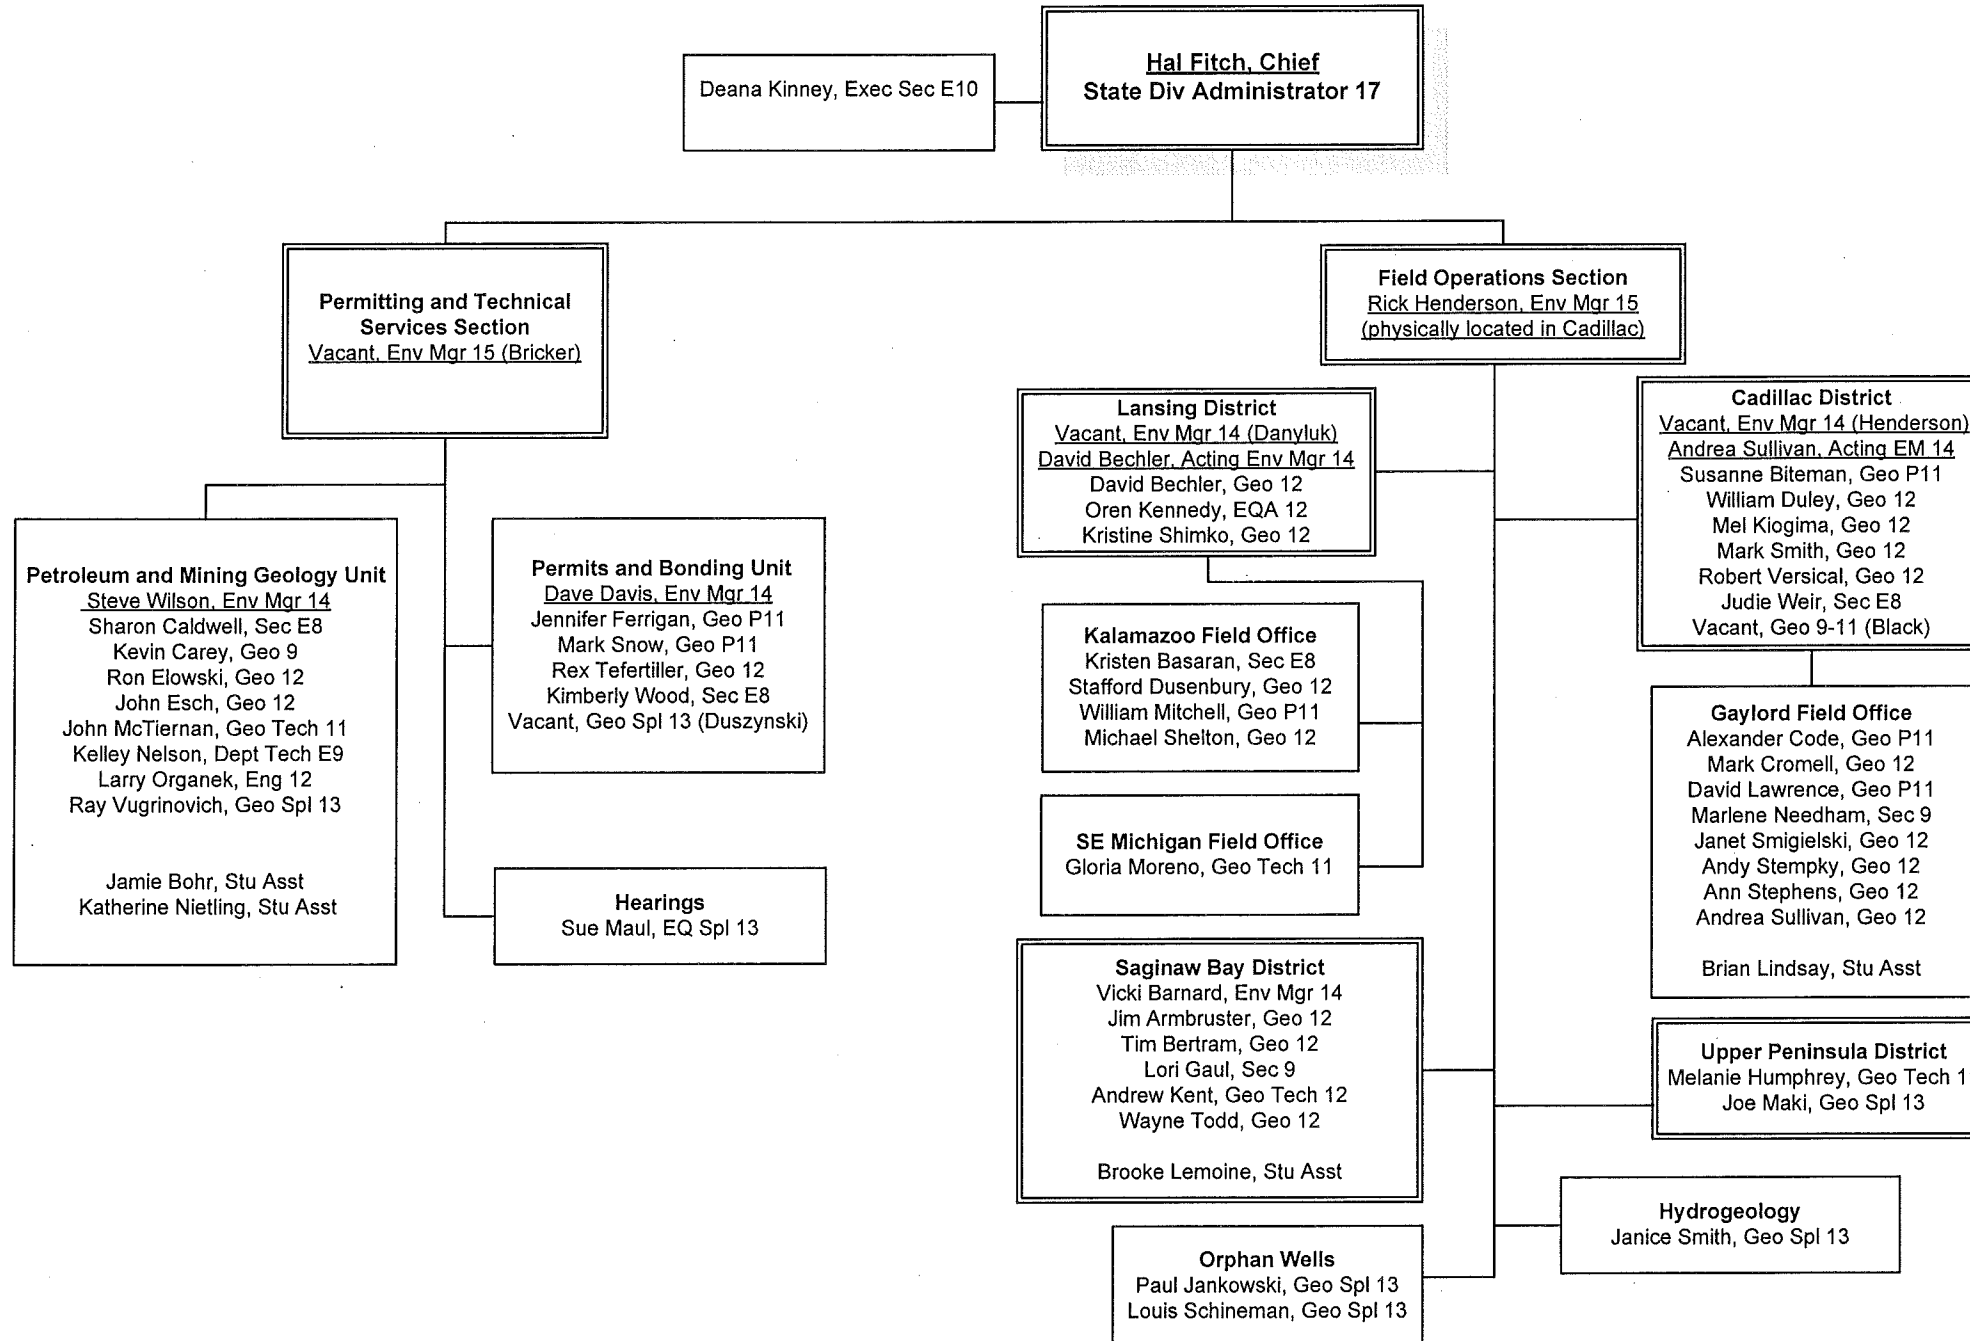 Deana Kinney, Exec Sec E10
Hal Fitch, Chief
State Div Administrator 17
Permitting and Technical
Services Section
Vacant, Env Mgr 15 (Bricker)
Field Operations Section
Rick Henderson, Env Mgr 15
(physically located in Cadillac)
Petroleum and Mining Geology Unit
Steve Wilson, Env Mgr 14
Sharon Caldwell, Sec E8
Kevin Carey, Geo 9
Ron Elowski, Geo 12
John Esch, Geo 12
John McTiernan, Geo Tech 11
Kelley Nelson, Dept Tech E9
Larry Organek, Eng 12
Ray Vugrinovich, Geo Spl 13
Jamie Bohr, Stu Asst
Katherine Nietling, Stu Asst
Permits and Bonding Unit
Dave Davis, Env Mgr 14
Jennifer Ferrigan, Geo P11
Mark Snow, Geo P11
Rex Tefertiller, Geo 12
Kimberly Wood, Sec E8
Vacant, Geo Spl 13 (Duszynski)
Hearings
Sue Maul, EQ Spl 13
Lansing District
Vacant, Env Mgr 14 (Danyluk)
David Bechler, Acting Env Mgr 14
David Bechler, Geo 12
Oren Kennedy, EQA 12
Kristine Shimko, Geo 12
Kalamazoo Field Office
Kristen Basaran, Sec E8
Stafford Dusenbury, Geo 12
William Mitchell, Geo P11
Michael Shelton, Geo 12
SE Michigan Field Office
Gloria Moreno, Geo Tech 11
Saginaw Bay District
Vicki Barnard, Env Mgr 14
Jim Armbruster, Geo 12
Tim Bertram, Geo 12
Lori Gaul, Sec 9
Andrew Kent, Geo Tech 12
Wayne Todd, Geo 12
Brooke Lemoine, Stu Asst
Orphan Wells
Paul Jankowski, Geo Spl 13
Louis Schineman, Geo Spl 13
Cadillac District
Vacant, Env Mgr 14 (Henderson)
Andrea Sullivan, Acting EM 14
Susanne Biteman, Geo P11
William Duley, Geo 12
Mel Kiogima, Geo 12
Mark Smith, Geo 12
Robert Versical, Geo 12
Judie Weir, Sec E8
Vacant, Geo 9-11 (Black)
Gaylord Field Office
Alexander Code, Geo P11
Mark Cromell, Geo 12
David Lawrence, Geo P11
Marlene Needham, Sec 9
Janet Smigielski, Geo 12
Andy Stempky, Geo 12
Ann Stephens, Geo 12
Andrea Sullivan, Geo 12
Brian Lindsay, Stu Asst
Upper Peninsula District
Melanie Humphrey, Geo Tech 1
Joe Maki, Geo Spl 13
Hydrogeology
Janice Smith, Geo Spl 13